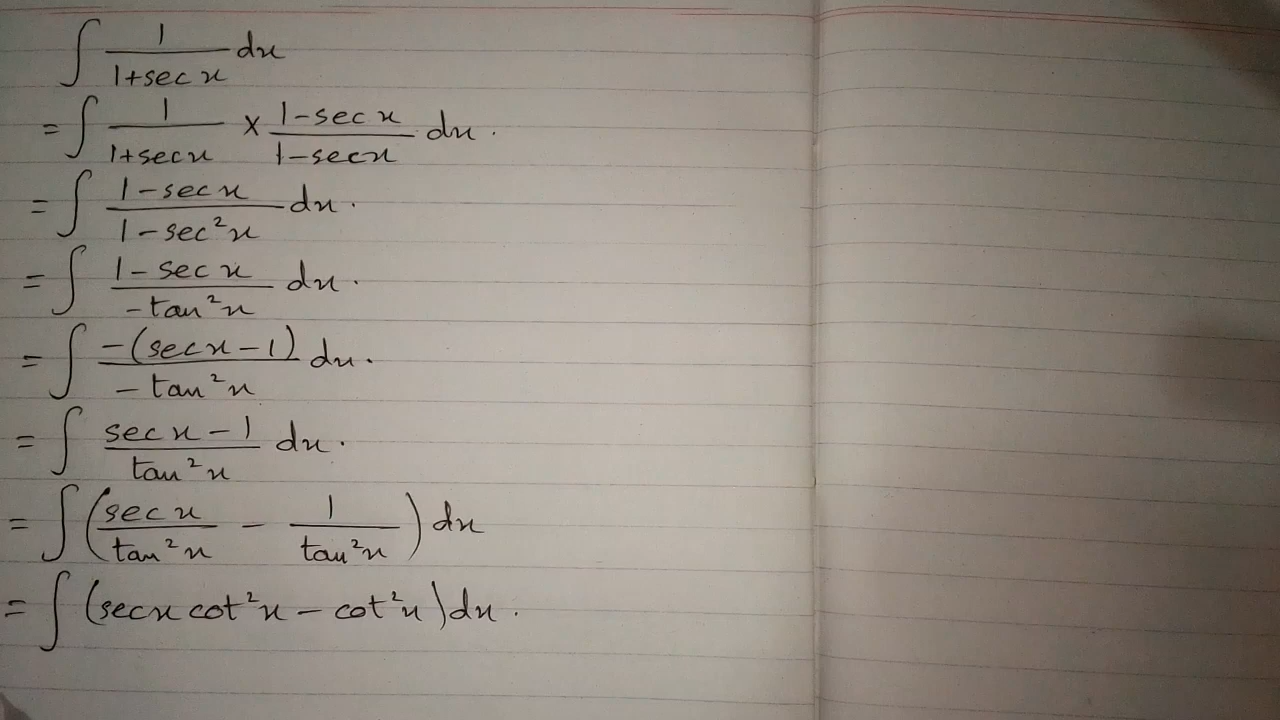 ∫ 1/(1+sec x) dx
= ∫ 1/(1+sec x) × (1-sec x)/(1-sec x) dx.
= ∫ (1-sec x)/(1-sec²x) dx.
= ∫ (1-sec x)/(-tan²x) dx.
= ∫ -(sec x-1)/(-tan²x) dx.
= ∫ (sec x-1)/(tan²x) dx.
= ∫ (sec x/tan²x - 1/tan²x) dx
= ∫ (sec x cot²x - cot²x) dx.